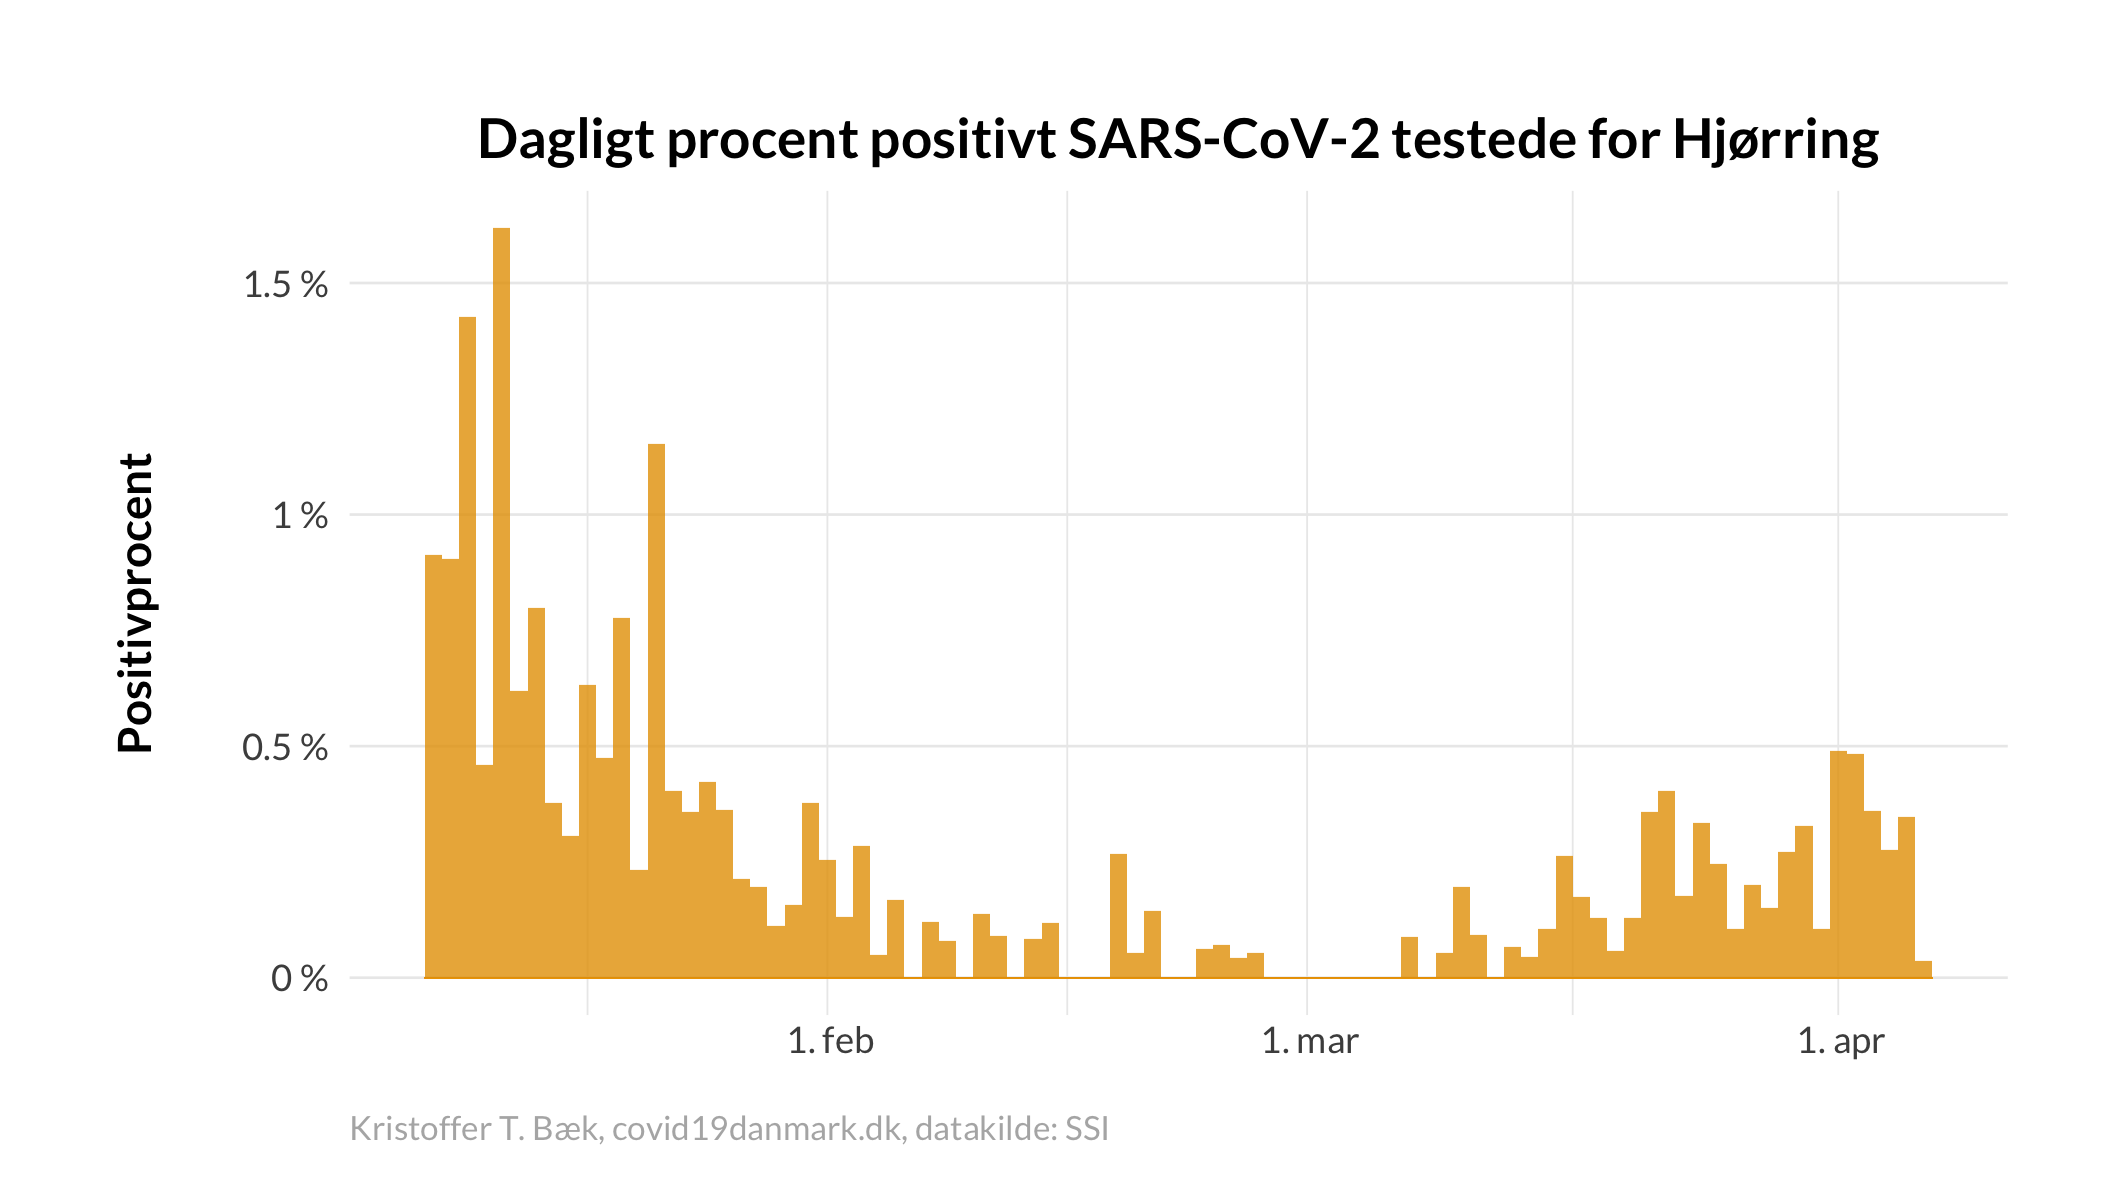 Dagligt procent positivt SARS-CoV-2 testede for Hjørring
Positivprocent
1.5 %
1 %
0.5 %
0 %
1. feb
1. mar
1. apr
Kristoffer T. Bæk, covid19danmark.dk, datakilde: SSI